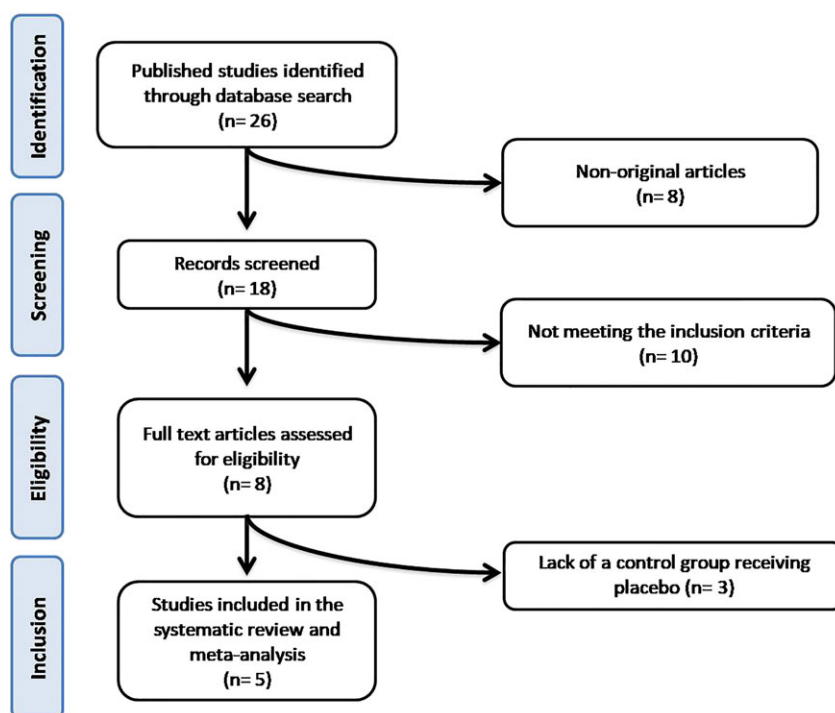 Identification
Published studies identified
through database search
(n= 26)
Non-original articles
(n= 8)
Screening
Records screened
(n= 18)
Not meeting the inclusion criteria
(n= 10)
Eligibility
Full text articles assessed
for eligibility
(n= 8)
Lack of a control group receiving
placebo (n= 3)
Inclusion
Studies included in the
systematic review and
meta-analysis
(n= 5)